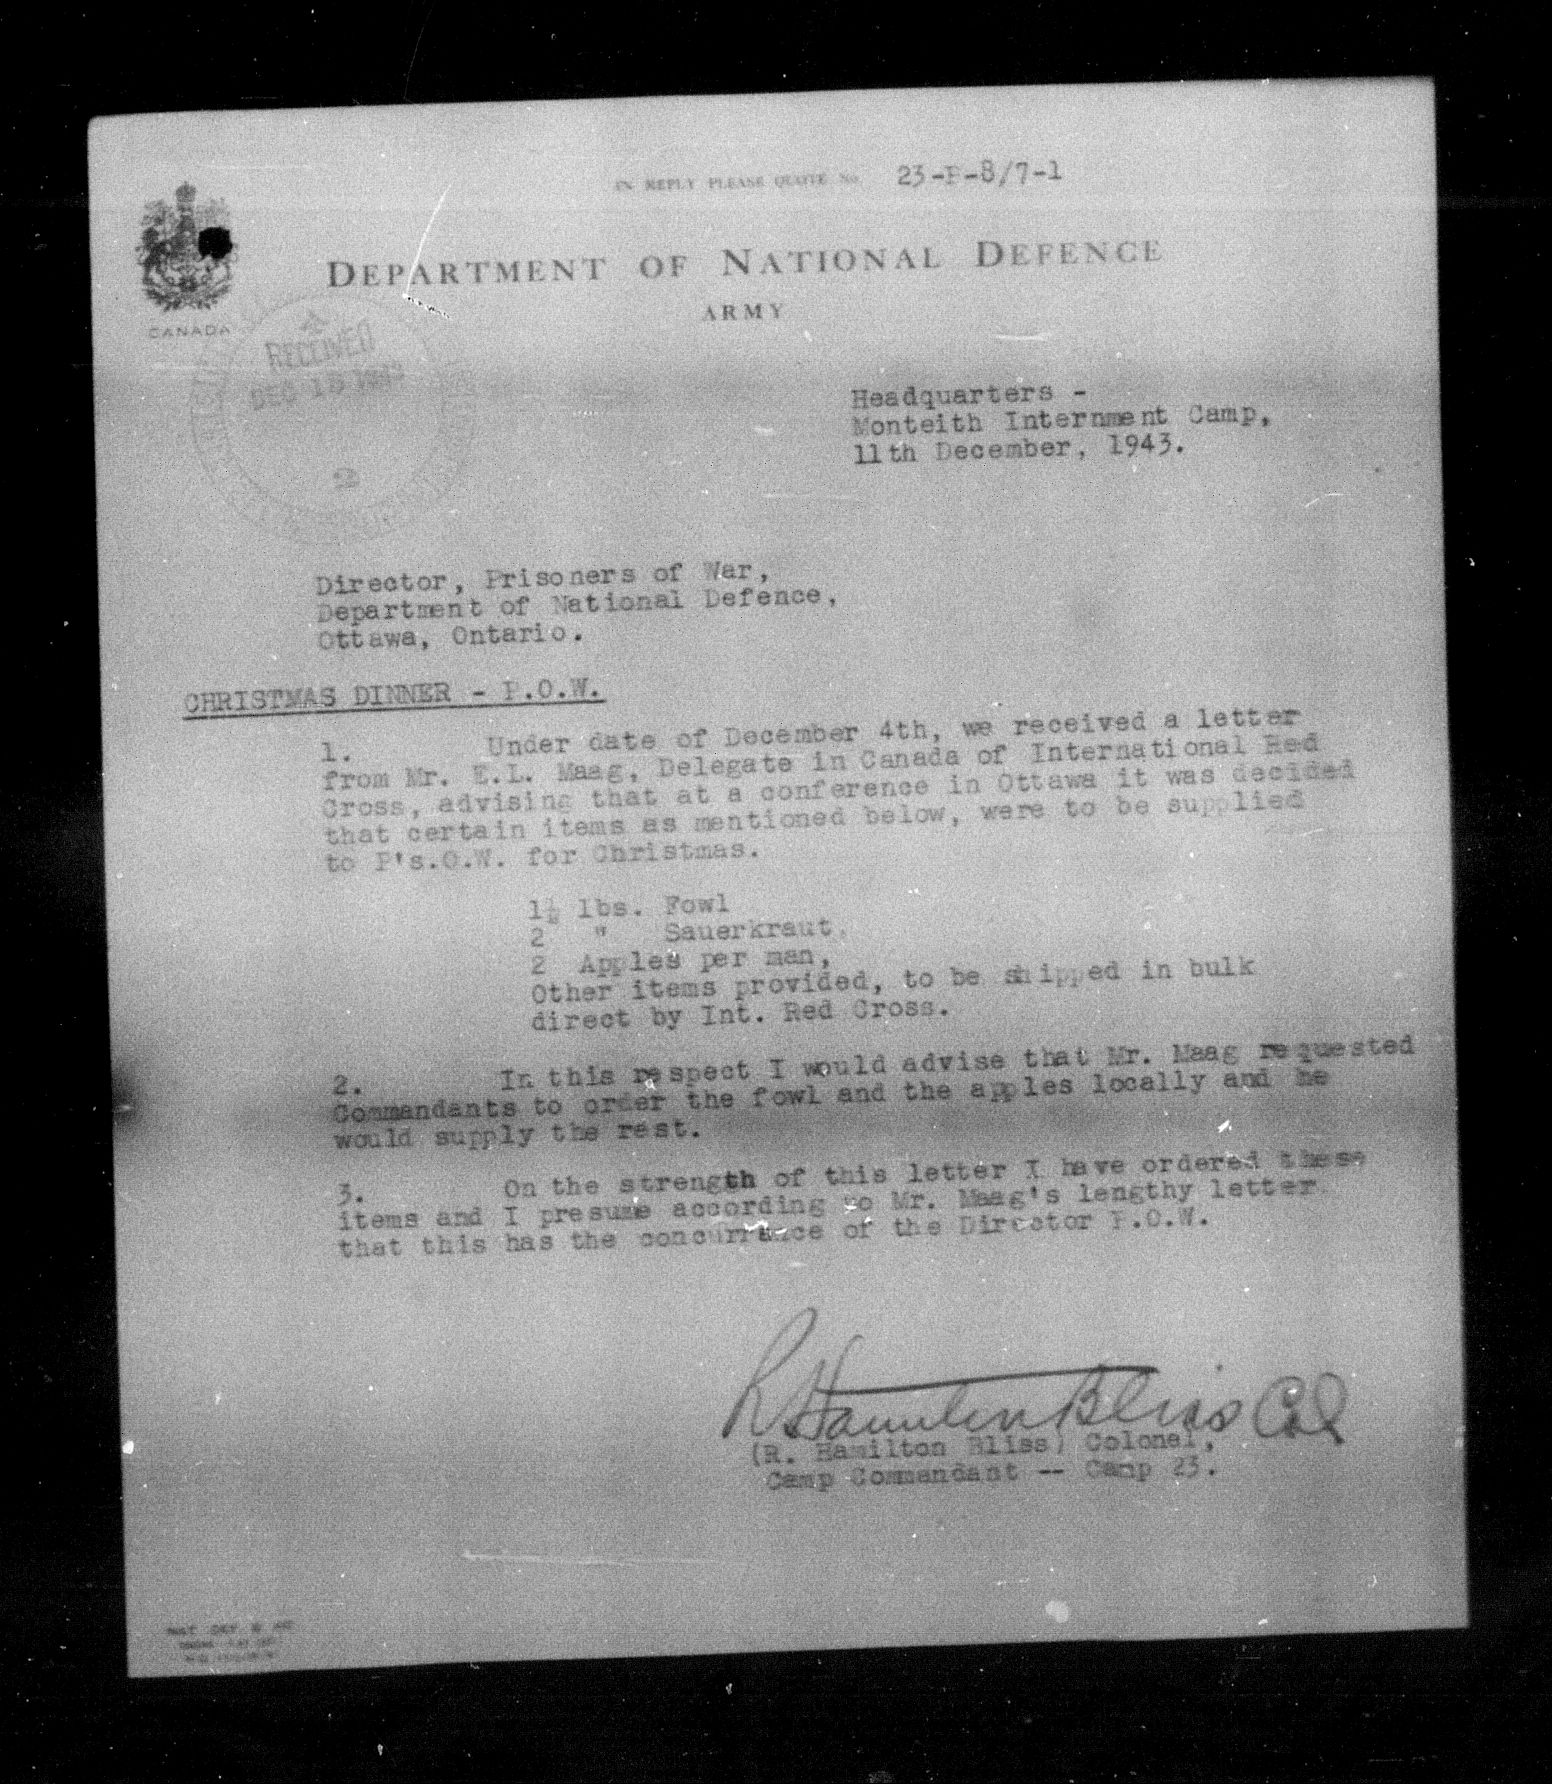 IN REPLY PLEASE QUOTE No. 23-P-8/7-1
DEPARTMENT OF NATIONAL DEFENCE
ARMY
CANADA
RECEIVED
DEC 1943
2
Headquarters -
Monteith Internment Camp,
11th December, 1943.
Director, Prisoners of War,
Department of National Defence,
Ottawa, Ontario.
CHRISTMAS DINNER - P.O.W.
1. Under date of December 4th, we received a letter
from Mr. E.L. Maag, Delegate in Canada of International Red
Cross, advising that at a conference in Ottawa it was decided
that certain items as mentioned below, were to be supplied
to P's.O.W. for Christmas.
1½ lbs. Fowl
2 " Sauerkraut.
2 Apples per man,
Other items provided, to be shipped in bulk
direct by Int. Red Cross.
2. In this respect I would advise that Mr. Maag requested
Commandants to order the fowl and the apples locally and he
would supply the rest.
3. On the strength of this letter I have ordered these
items and I presume according to Mr. Maag's lengthy letter
that this has the concurrance of the Director P.O.W.
R Hamilton Bliss Col
(R. Hamilton Bliss) Colonel,
Camp Commandant -- Camp 23.